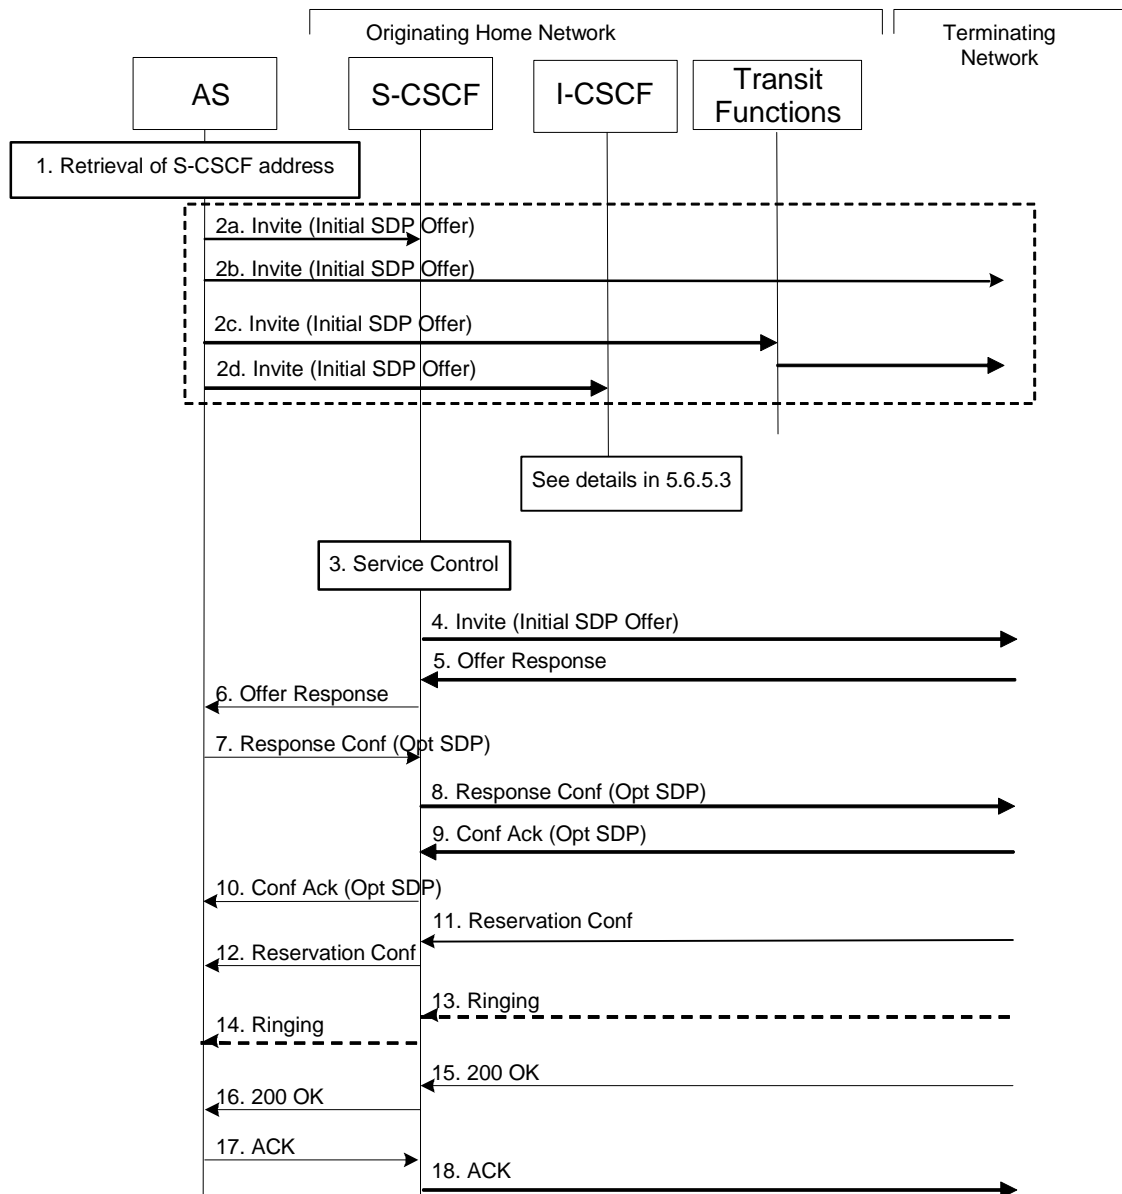 Originating Home Network
Terminating
Network
AS
S-CSCF
I-CSCF
Transit
Functions
1. Retrieval of S-CSCF address
2a. Invite (Initial SDP Offer)
2b. Invite (Initial SDP Offer)
2c. Invite (Initial SDP Offer)
2d. Invite (Initial SDP Offer)
See details in 5.6.5.3
3. Service Control
4. Invite (Initial SDP Offer)
5. Offer Response
6. Offer Response
7. Response Conf (Opt SDP)
8. Response Conf (Opt SDP)
9. Conf Ack (Opt SDP)
10. Conf Ack (Opt SDP)
11. Reservation Conf
12. Reservation Conf
13. Ringing
14. Ringing
15. 200 OK
16. 200 OK
17. ACK
18. ACK